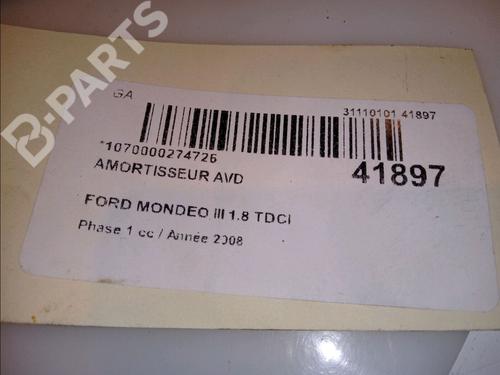 B-PARTS
GA
31110101 41897
*1070000274726
41897
AMORTISSEUR AVD
FORD MONDEO III 1.8 TDCI
Phase 1 cc / Année 2008